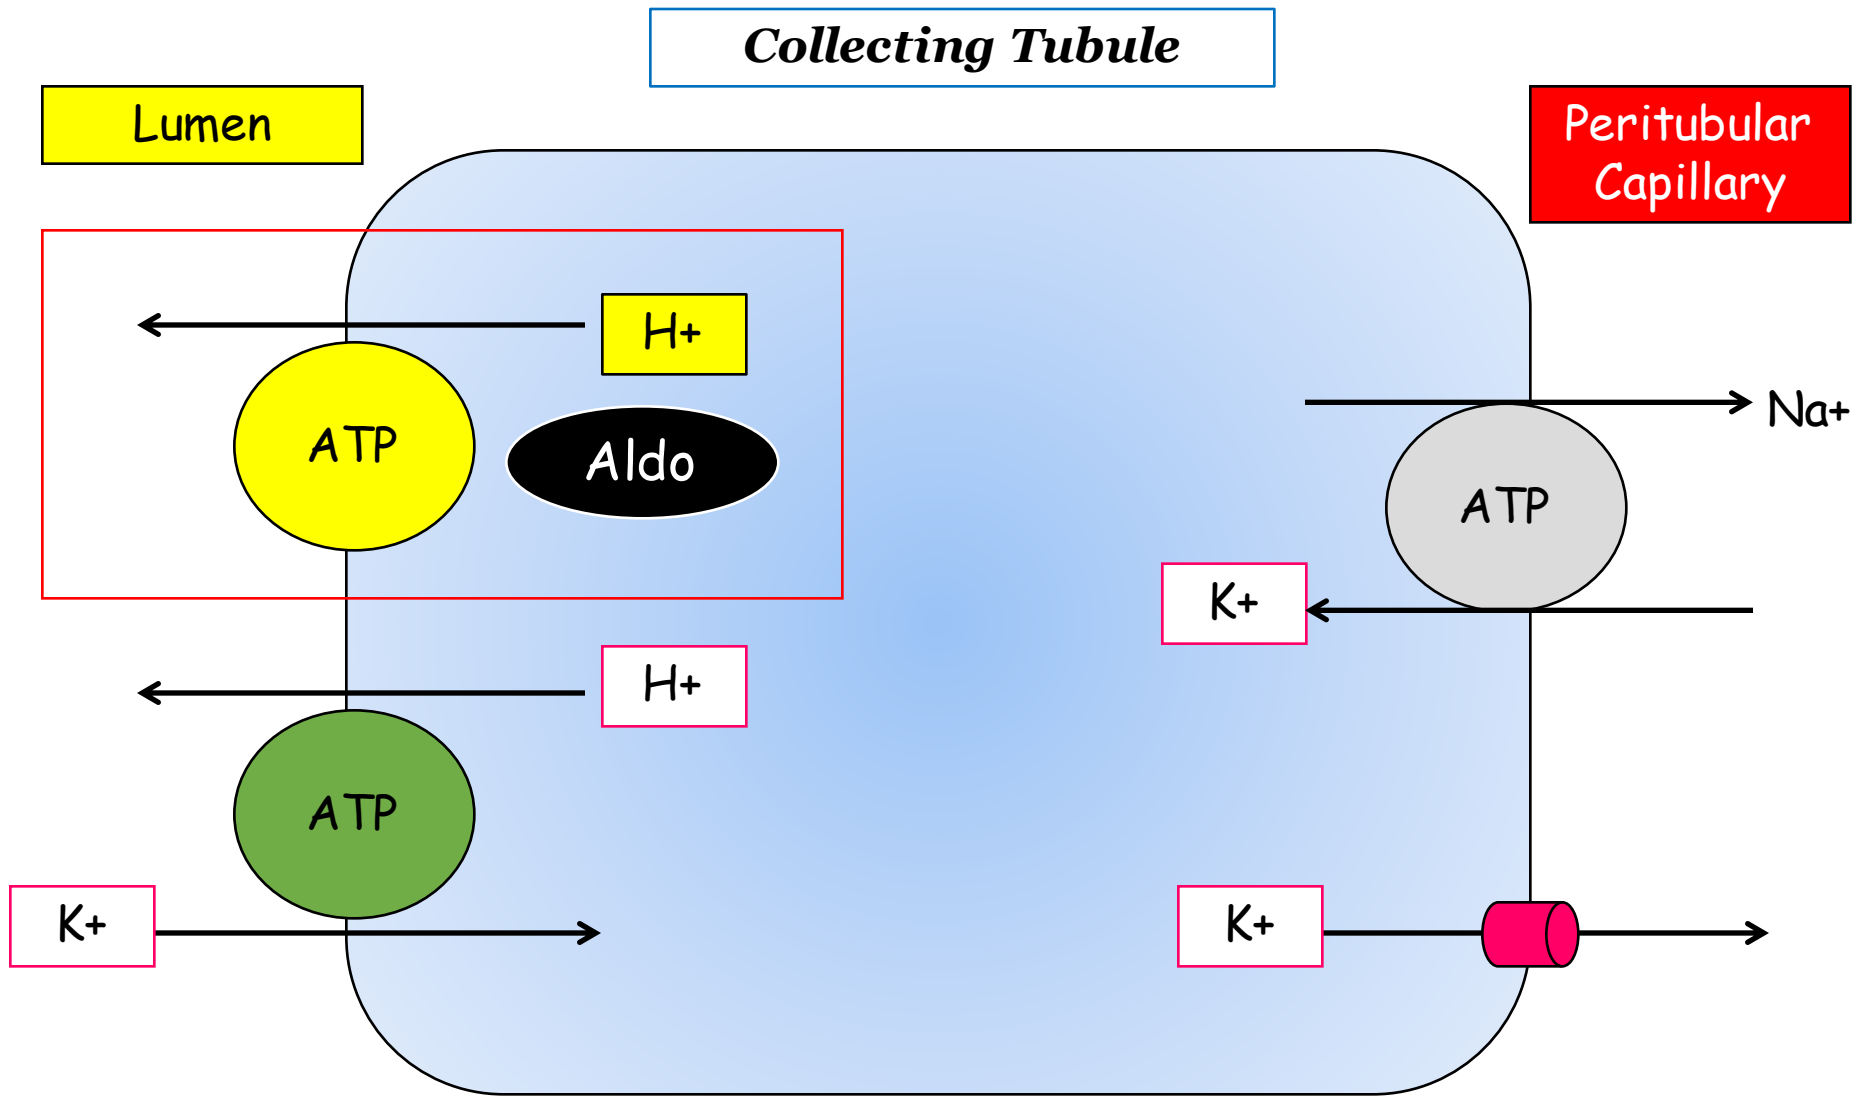 Collecting Tubule
Lumen
Peritubular
Capillary
H+
ATP
Aldo
Na+
ATP
K+
H+
ATP
K+
K+